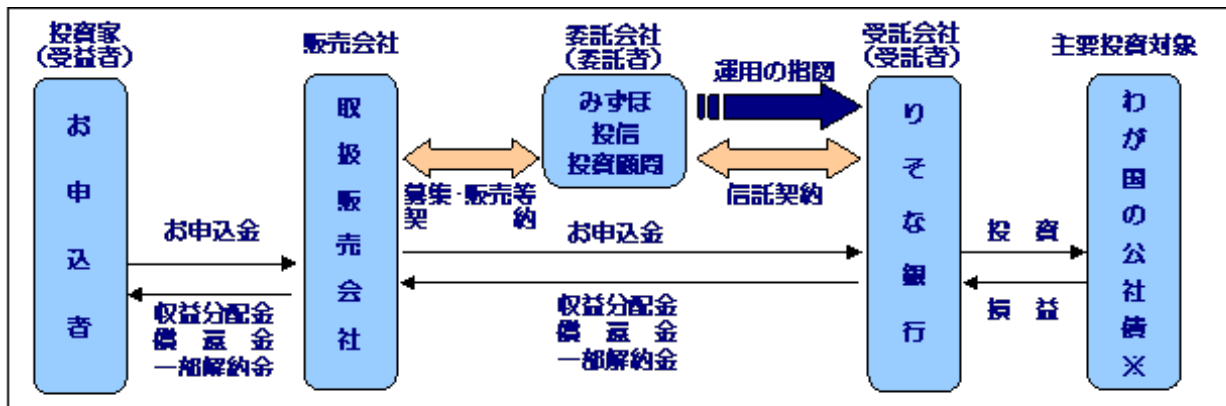 投資家
(受益者)
販売会社
委託会社
(委託者)
受託会社
(受託者)
主要投資対象
お申込者
取扱販売会社
みずほ
投信
投資顧問
運用の指図
りそな銀行
わが国の公社債※
募集・販売等
契約
信託契約
お申込金
お申込金
投資
収益分配金
償還金
一部解約金
収益分配金
償還金
一部解約金
損益